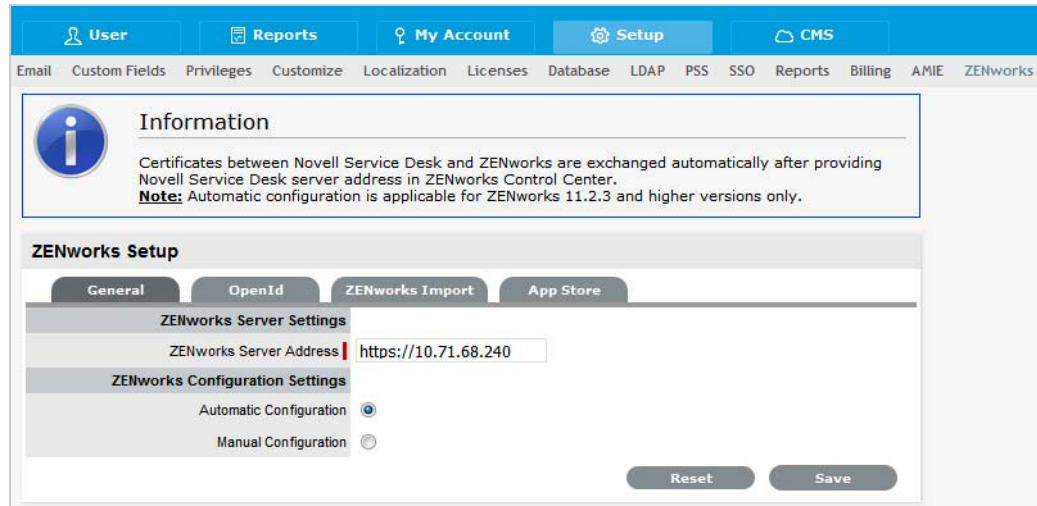 User Reports My Account Setup CMS
Email Custom Fields Privileges Customize Localization Licenses Database LDAP PSS SSO Reports Billing AMIE ZENworks
Information
Certificates between Novell Service Desk and ZENworks are exchanged automatically after providing
Novell Service Desk server address in ZENworks Control Center.
Note: Automatic configuration is applicable for ZENworks 11.2.3 and higher versions only.
ZENworks Setup
General OpenId ZENworks Import App Store
ZENworks Server Settings
ZENworks Server Address https://10.71.68.240
ZENworks Configuration Settings
Automatic Configuration
Manual Configuration
Reset Save